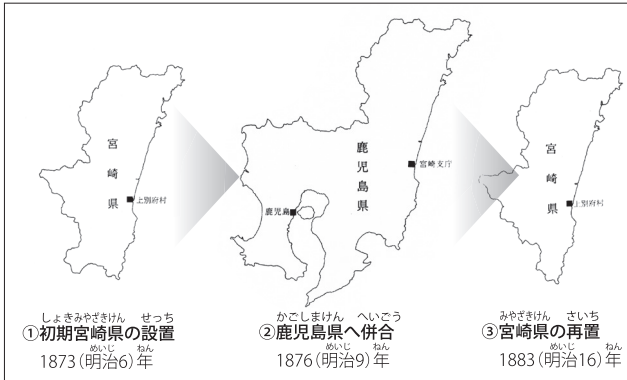 宮崎県
上別府村
鹿児島県
宮崎支庁
鹿児島
宮崎県
上別府村
しょきみやざきけん せっち
①初期宮崎県の設置
めいじ ねん
1873(明治6)年
かごしまけん へいごう
②鹿児島県へ併合
めいじ ねん
1876(明治9)年
みやざきけん さいち
③宮崎県の再置
めいじ ねん
1883(明治16)年